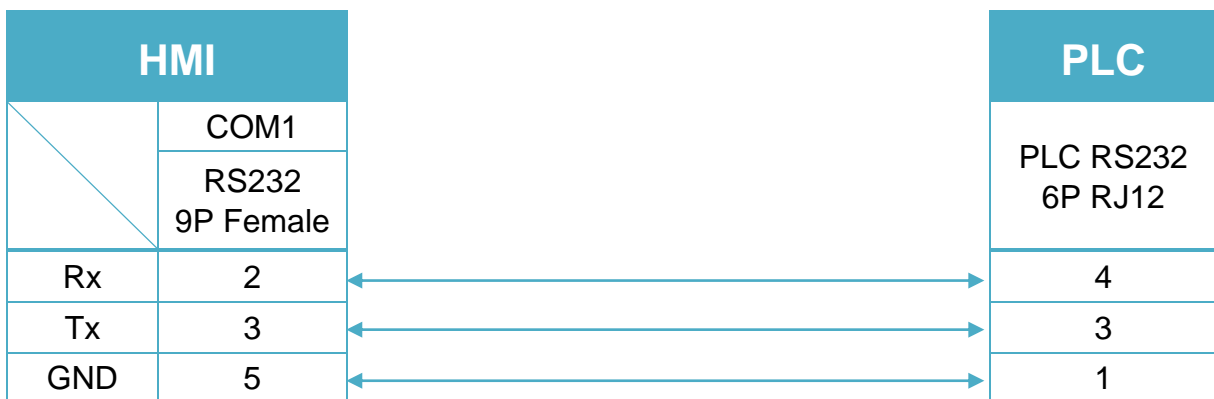 HMI
PLC
COM1
RS232
9P Female
PLC RS232
6P RJ12
Rx 2 4
Tx 3 3
GND 5 1